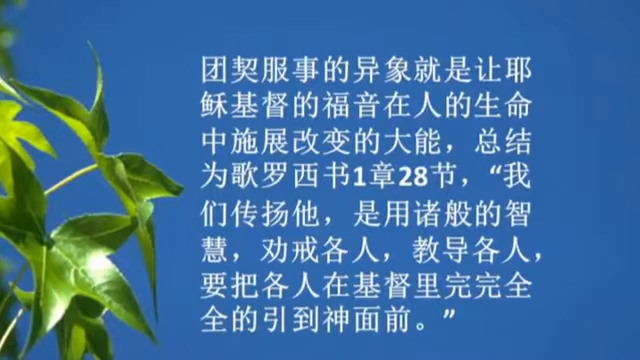 团契服事的异象就是让耶
稣基督的福音在人的生命
中施展改变的大能，总结
为歌罗西书1章28节，“我
们传扬他，是用诸般的智
慧，劝戒各人，教导各人，
要把各人在基督里完完全
全的引到神面前。”